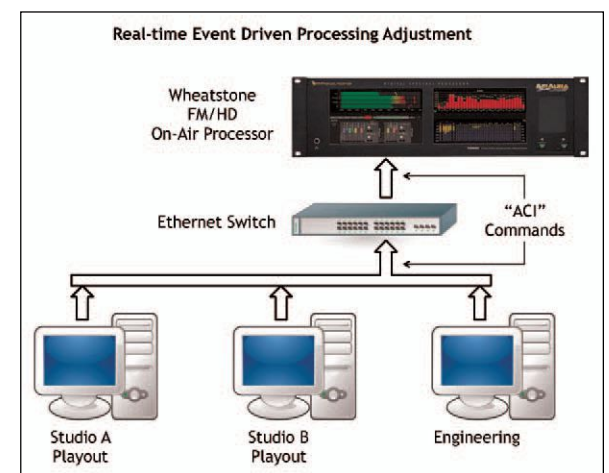 Real-time Event Driven Processing Adjustment
Wheatstone
FM/HD
On-Air Processor
Ethernet Switch
“ACI”
Commands
Studio A
Playout
Studio B
Playout
Engineering